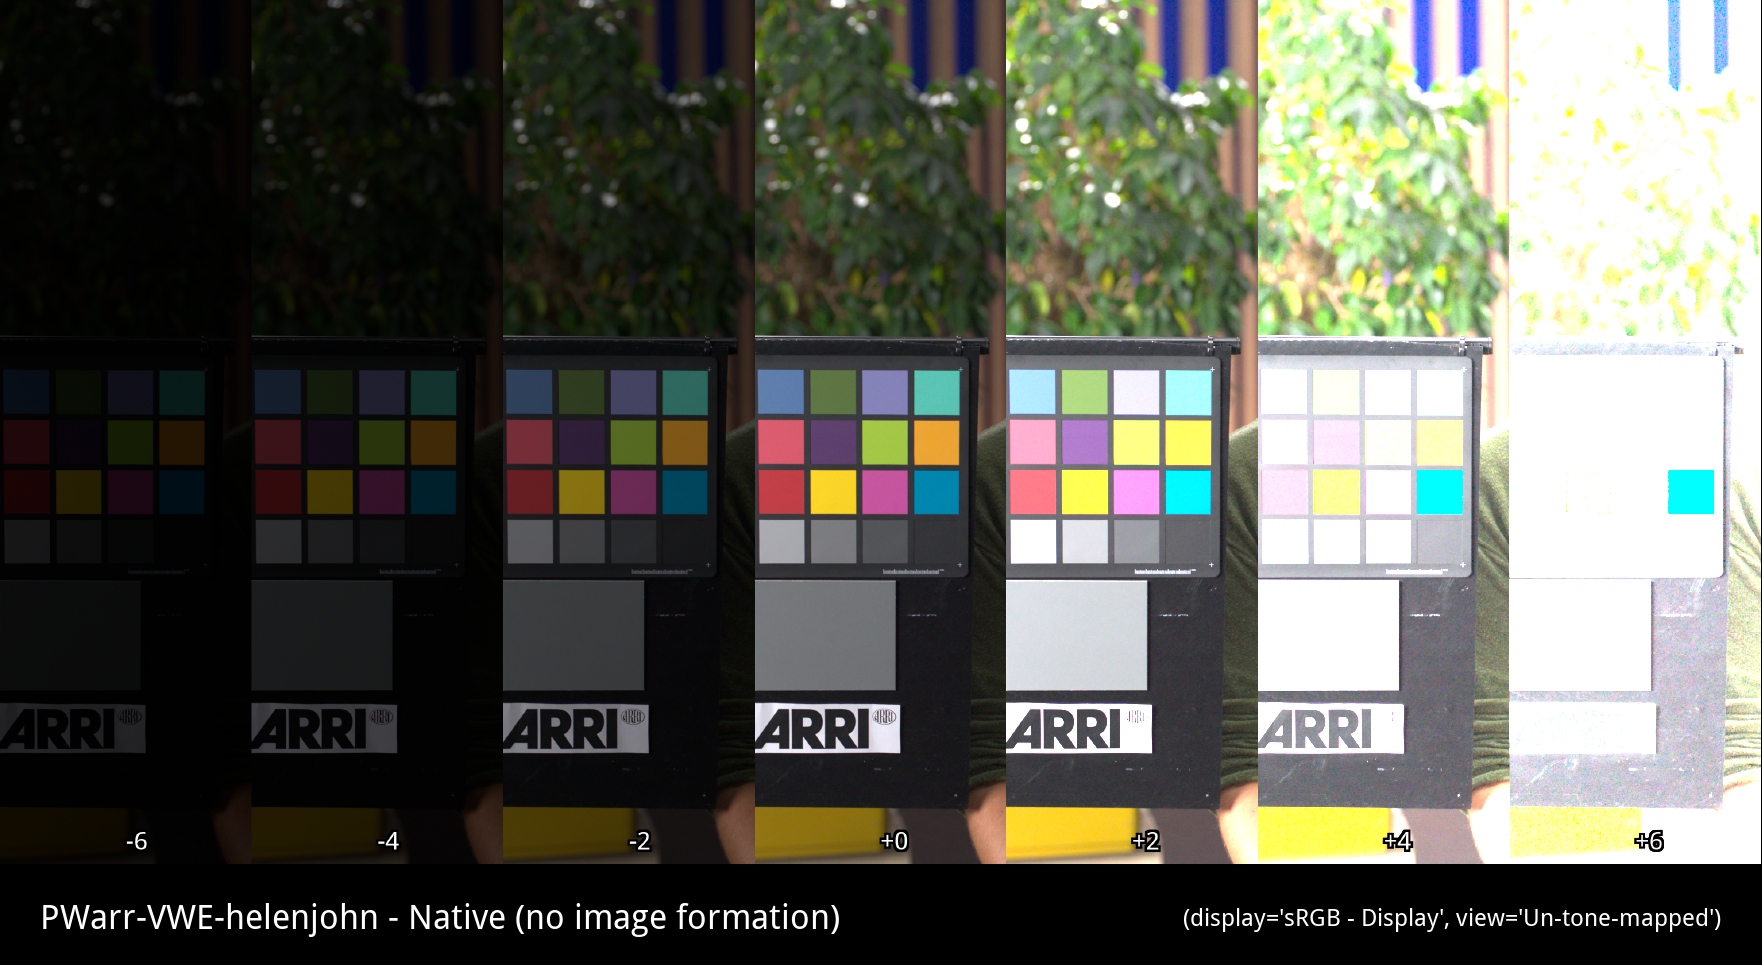 ARRI ARRI ARRI ARRI ARRI ARRI
-6 -4 -2 +0 +2 +4 +6
PWarr-VWE-helenjohn - Native (no image formation)
(display='sRGB - Display', view='Un-tone-mapped')